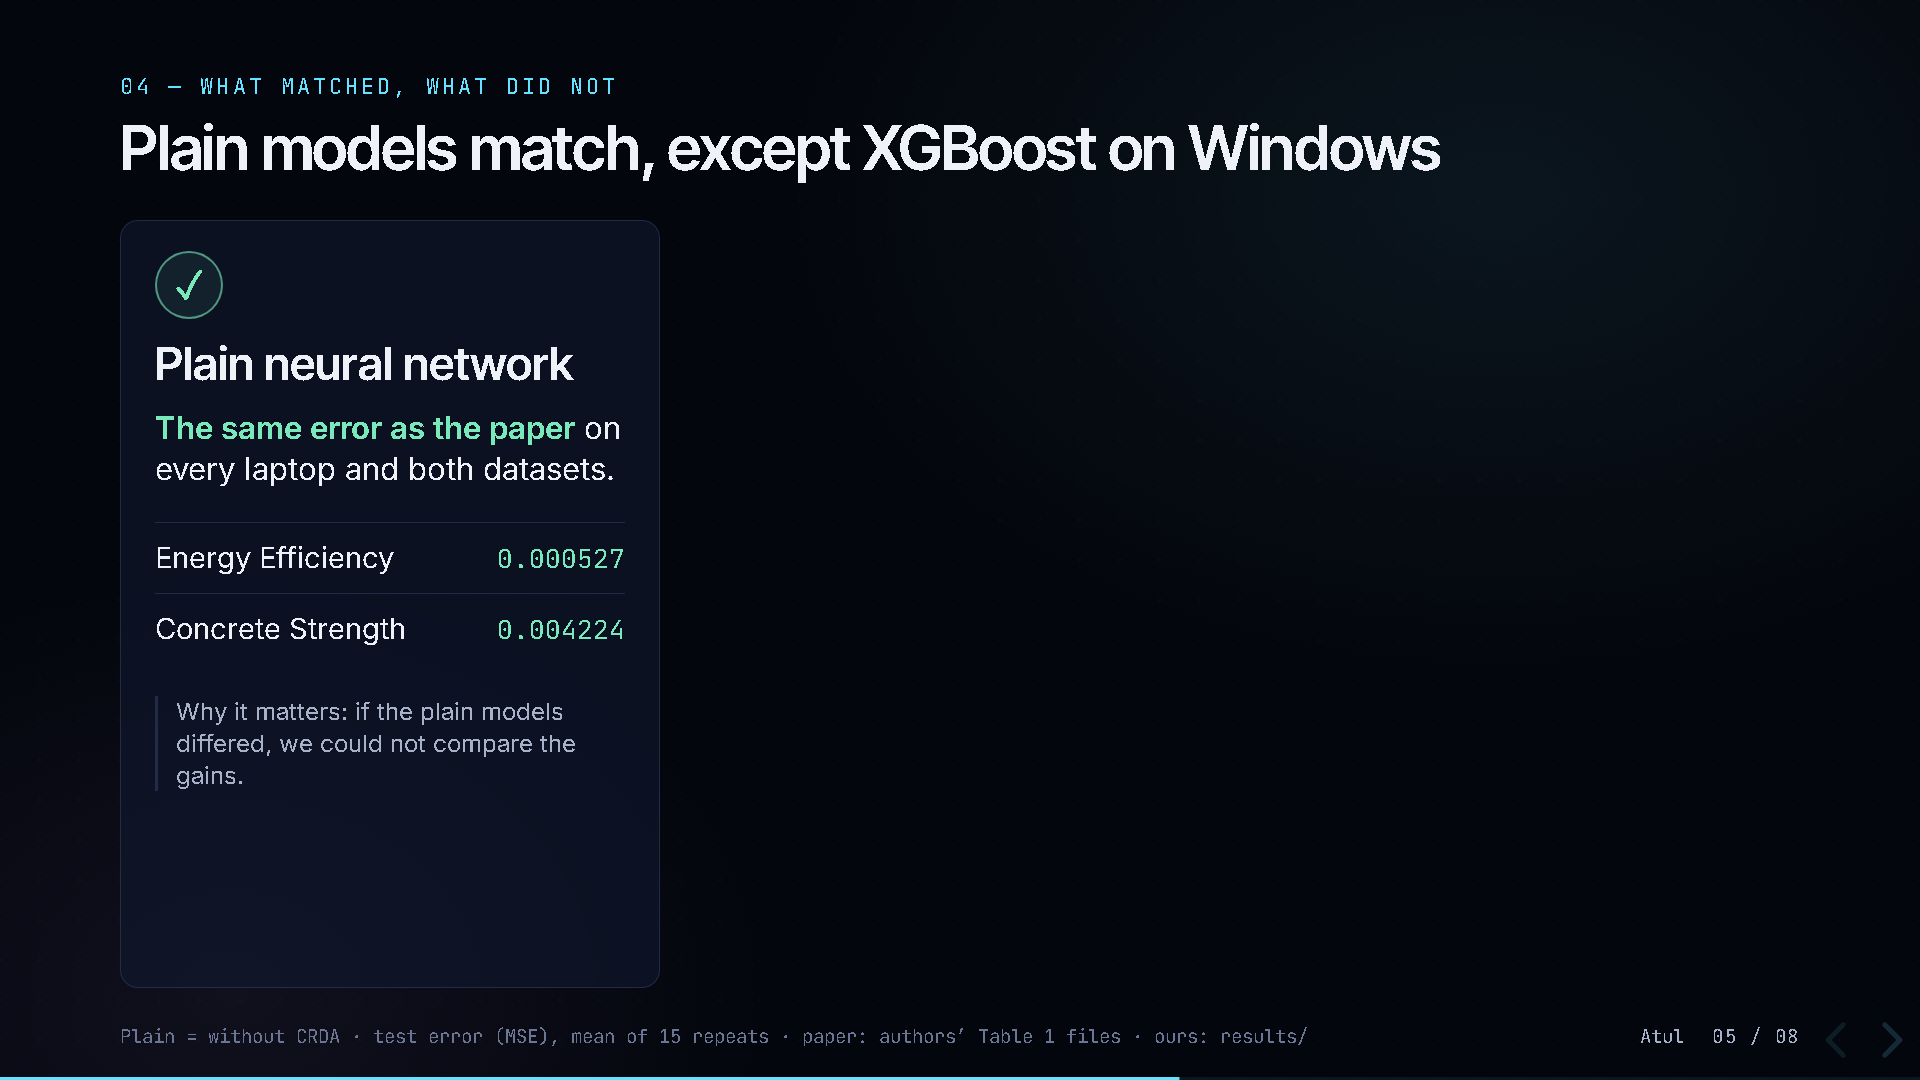 04 — WHAT MATCHED, WHAT DID NOT
Plain models match, except XGBoost on Windows
✓
Plain neural network
The same error as the paper on
every laptop and both datasets.
Energy Efficiency 0.000527
Concrete Strength 0.004224
Why it matters: if the plain models
differed, we could not compare the
gains.
Plain = without CRDA · test error (MSE), mean of 15 repeats · paper: authors’ Table 1 files · ours: results/
Atul 05 / 08